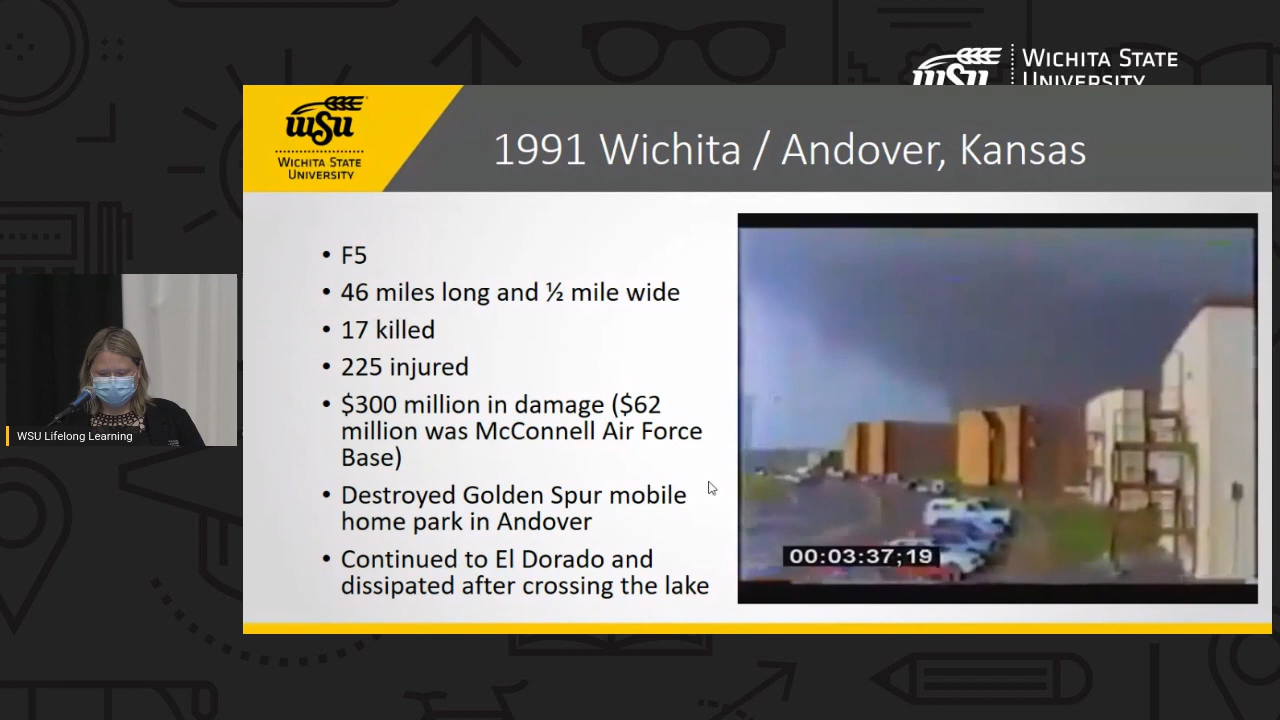 wsu
WICHITA STATE
UNIVERSITY
wsu
WICHITA STATE
UNIVERSITY
1991 Wichita / Andover, Kansas
• F5
• 46 miles long and ½ mile wide
• 17 killed
• 225 injured
• $300 million in damage ($62
million was McConnell Air Force
Base)
• Destroyed Golden Spur mobile
home park in Andover
• Continued to El Dorado and
dissipated after crossing the lake
00:03:37;19
WSU Lifelong Learning